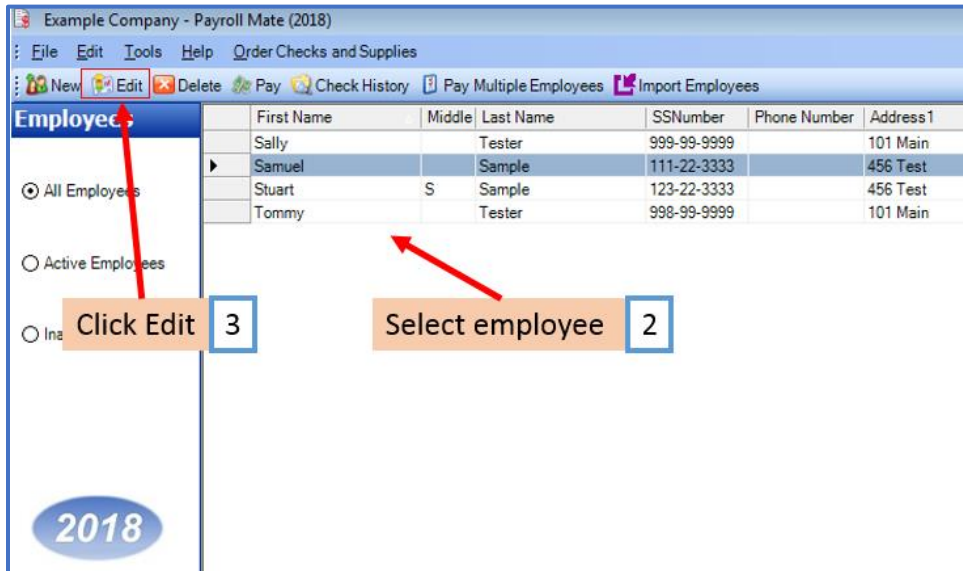 Example Company - Payroll Mate (2018)
File Edit Tools Help Order Checks and Supplies
New Edit Delete Pay Check History Pay Multiple Employees Import Employees
Employees First Name Middle Last Name SSNumber Phone Number Address1
Sally Tester 999-99-9999 101 Main
Samuel Sample 111-22-3333 456 Test
All Employees Stuart S Sample 123-22-3333 456 Test
Tommy Tester 998-99-9999 101 Main
Active Employees
Click Edit 3 Select employee 2
2018